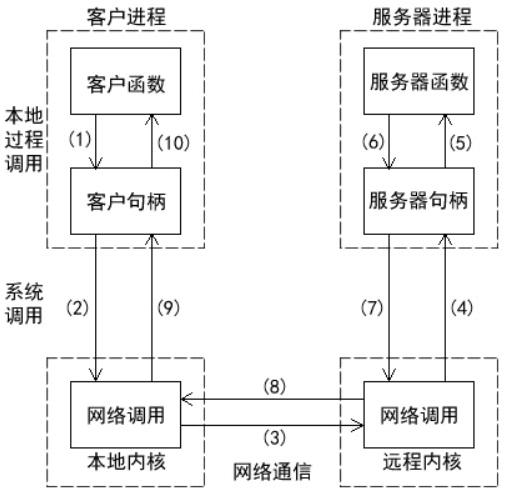 客户进程
服务器进程
客户函数
服务器函数
本地
过程
调用
(1)
(10)
(6)
(5)
客户句柄
服务器句柄
系统
调用
(2)
(9)
(7)
(4)
网络调用
(8)
(3)
网络调用
本地内核
网络通信
远程内核